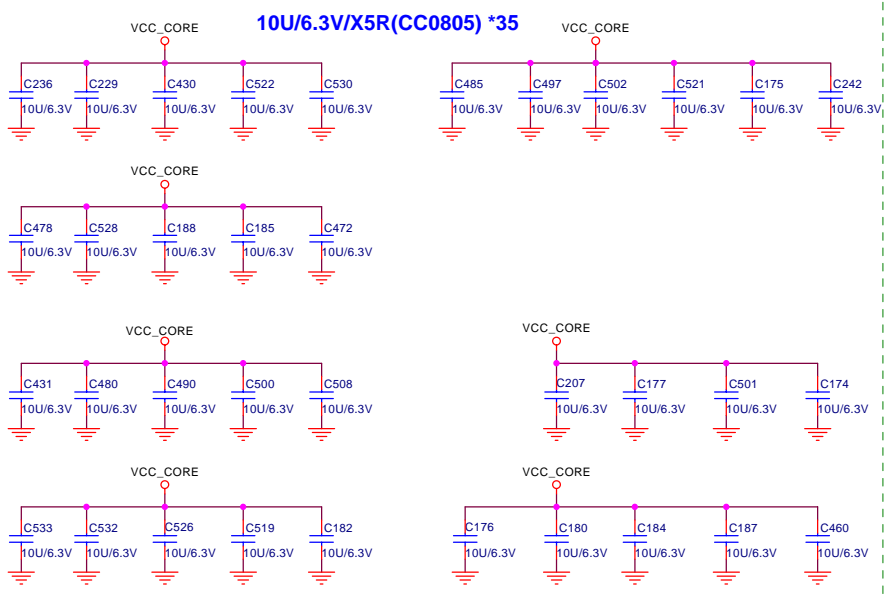 10U/6.3V/X5R(CC0805) *35
VCC_CORE
C236 C229 C430 C522 C530
10U/6.3V 10U/6.3V 10U/6.3V 10U/6.3V 10U/6.3V
VCC_CORE
C485 C497 C502 C521 C175 C242
10U/6.3V 10U/6.3V 10U/6.3V 10U/6.3V 10U/6.3V 10U/6.3V
VCC_CORE
C478 C528 C188 C185 C472
10U/6.3V 10U/6.3V 10U/6.3V 10U/6.3V 10U/6.3V
VCC_CORE
C431 C480 C490 C500 C508
10U/6.3V 10U/6.3V 10U/6.3V 10U/6.3V 10U/6.3V
VCC_CORE
C207 C177 C501 C174
10U/6.3V 10U/6.3V 10U/6.3V 10U/6.3V
VCC_CORE
C533 C532 C526 C519 C182
10U/6.3V 10U/6.3V 10U/6.3V 10U/6.3V 10U/6.3V
VCC_CORE
C176 C180 C184 C187 C460
10U/6.3V 10U/6.3V 10U/6.3V 10U/6.3V 10U/6.3V